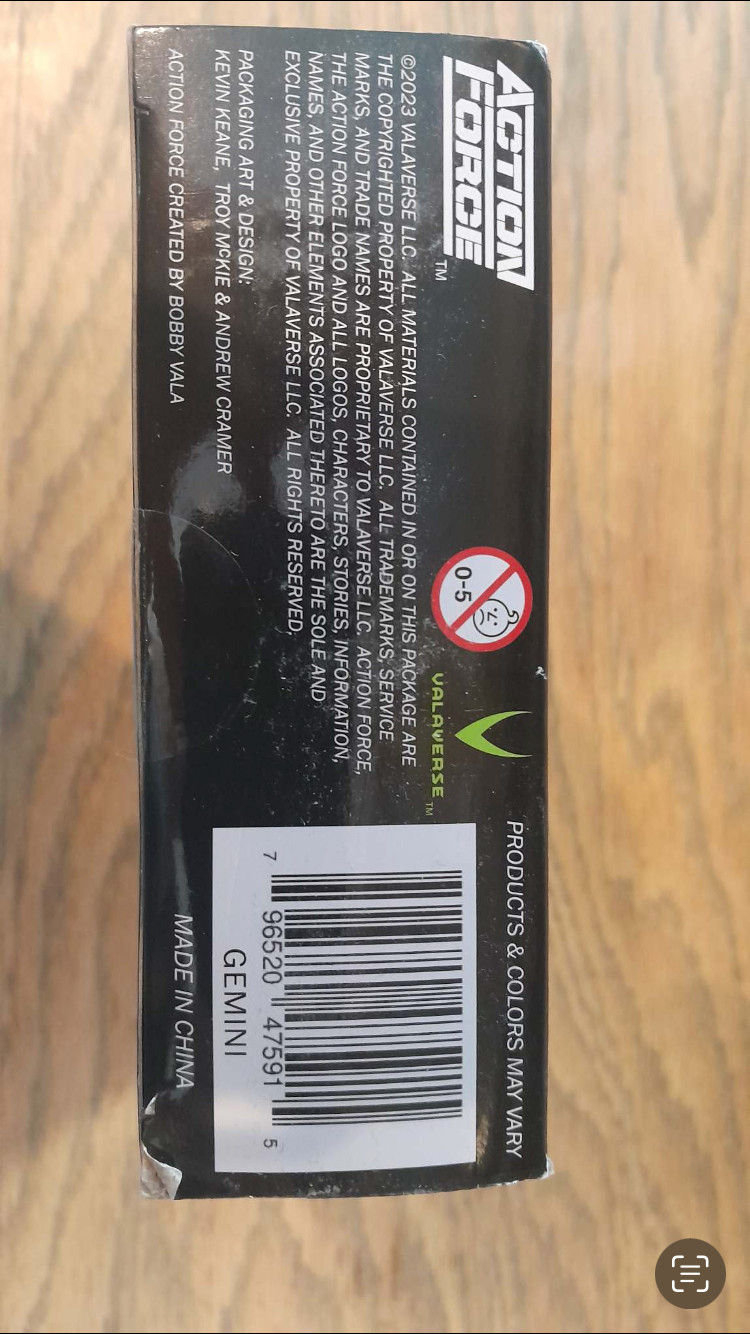 ACTION
FORCE™
0-5
VALAVERSE™
PRODUCTS & COLORS MAY VARY
©2023 VALAVERSE LLC. ALL MATERIALS CONTAINED IN OR ON THIS PACKAGE ARE
THE COPYRIGHTED PROPERTY OF VALAVERSE LLC. ALL TRADEMARKS, SERVICE
MARKS, AND TRADE NAMES ARE PROPRIETARY TO VALAVERSE LLC. ACTION FORCE,
THE ACTION FORCE LOGO AND ALL LOGOS, CHARACTERS, STORIES, INFORMATION,
NAMES, AND OTHER ELEMENTS ASSOCIATED THERETO ARE THE SOLE AND
EXCLUSIVE PROPERTY OF VALAVERSE LLC. ALL RIGHTS RESERVED.
PACKAGING ART & DESIGN:
KEVIN KEANE, TROY McKIE & ANDREW CRAMER
ACTION FORCE CREATED BY BOBBY VALA
7 96520 47591 5
GEMINI
MADE IN CHINA